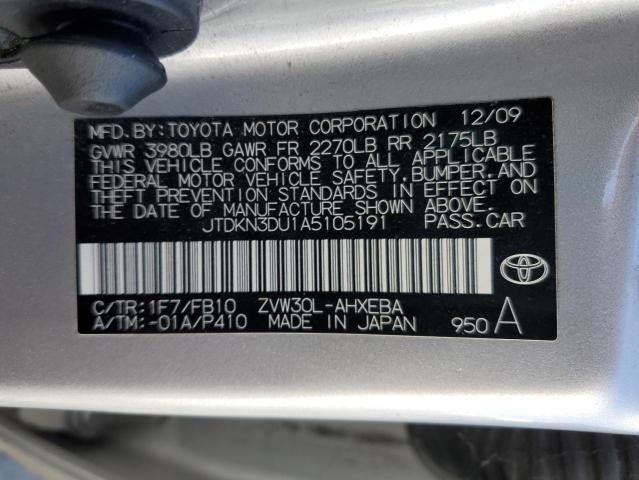 MFD. BY: TOYOTA MOTOR CORPORATION 12/09
GVWR 3980LB GAWR FR 2270LB RR 2175LB
THIS VEHICLE CONFORMS TO ALL APPLICABLE
FEDERAL MOTOR VEHICLE SAFETY, BUMPER, AND
THEFT PREVENTION STANDARDS IN EFFECT ON
THE DATE OF MANUFACTURE SHOWN ABOVE.
JTDKN3DU1A5105191 PASS.CAR
C/TR: 1F7/FB10 ZVW30L-AHXEBA
A/TM: -01A/P410 MADE IN JAPAN 950 A